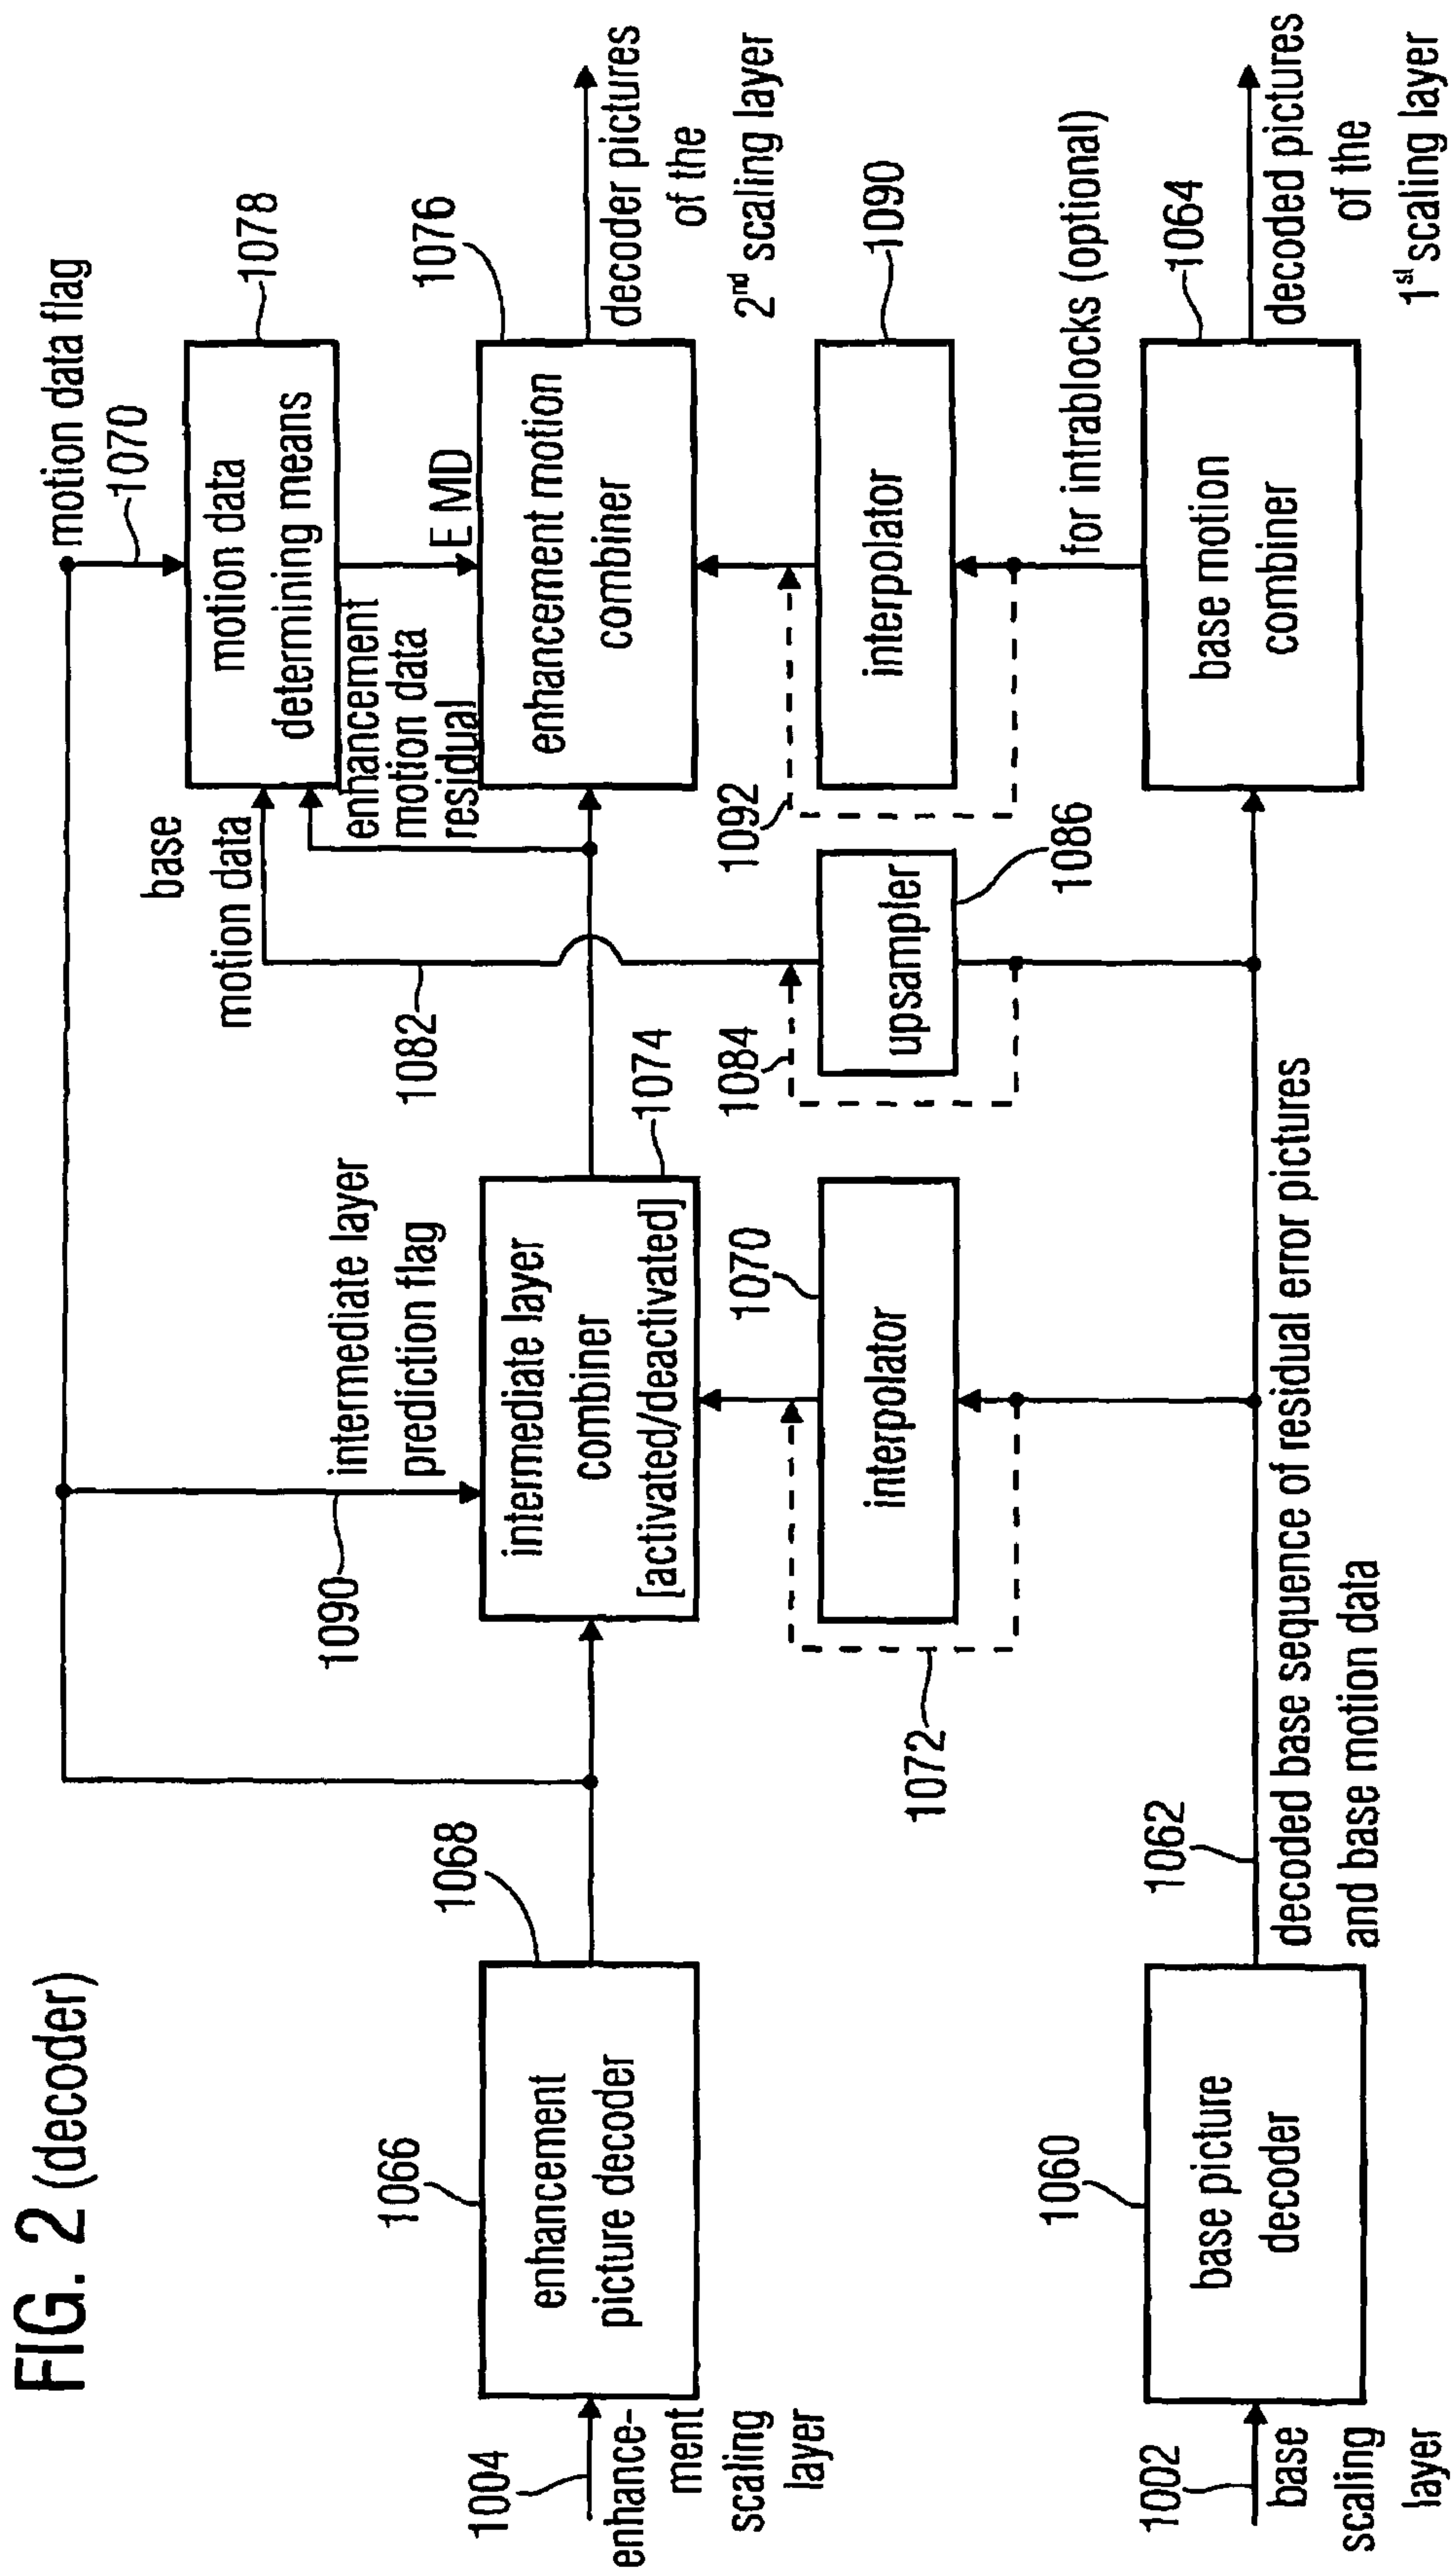 FIG. 2 (decoder)
motion data flag
1070
motion data
determining means
1078
base
motion data
1082
enhancement
motion data
residual
E MD
intermediate layer
prediction flag
1090
1004
enhance-
ment
scaling
layer
1066
enhancement
picture decoder
1068
intermediate layer
combiner
[activated/deactivated]
1074
enhancement motion
combiner
1076
decoder pictures
of the
2nd scaling layer
1072
interpolator
1070
1084
upsampler
1086
1092
interpolator
1090
for intrablocks (optional)
1002
base
scaling
layer
1060
base picture
decoder
1062
decoded base sequence of residual error pictures
and base motion data
base motion
combiner
1064
decoded pictures
of the
1st scaling layer